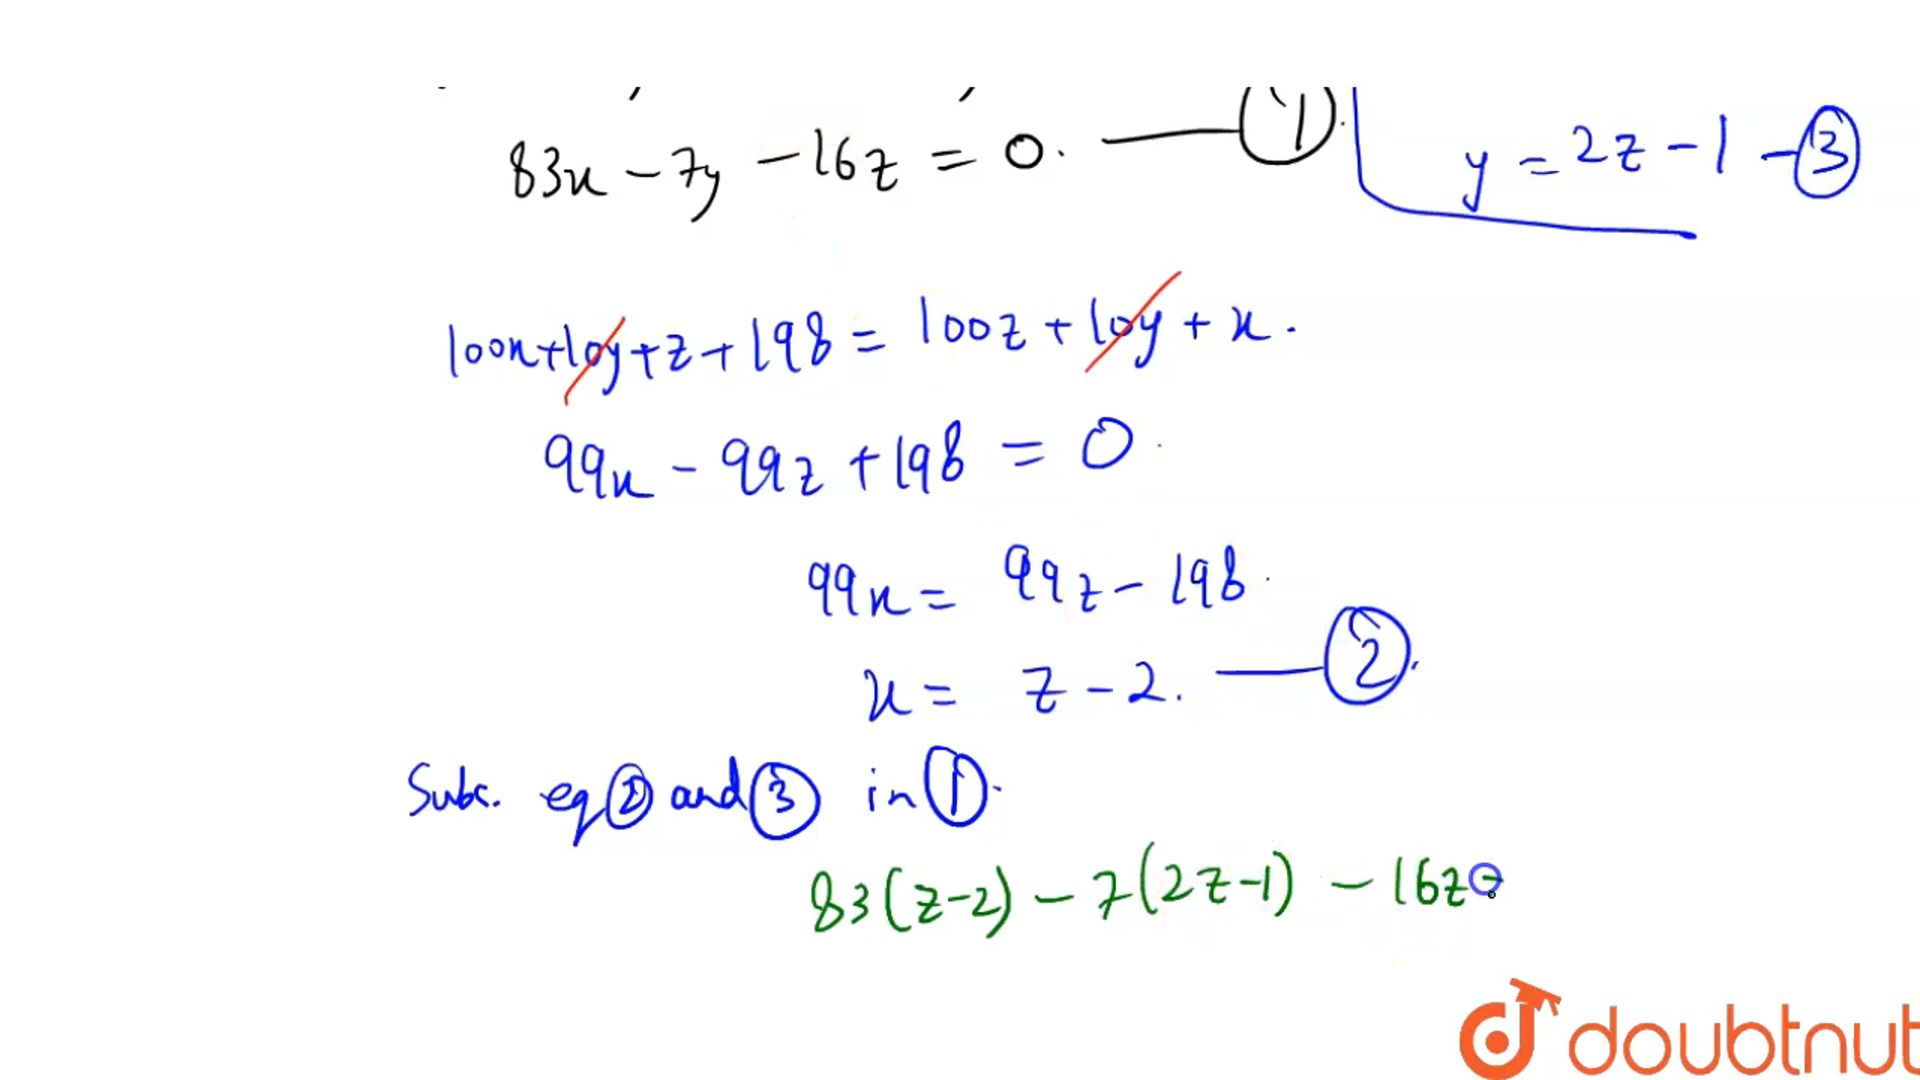 83x - 7y - 16z = 0. — 1
y = 2z - 1 - 3
100x + 10y + z + 198 = 100z + 10y + x.
99x - 99z + 198 = 0.
99x = 99z - 198.
x = z - 2. — 2.
Subs. eq 2 and 3 in 1.
83(z-2) - 7(2z-1) - 16z =
doubtnut